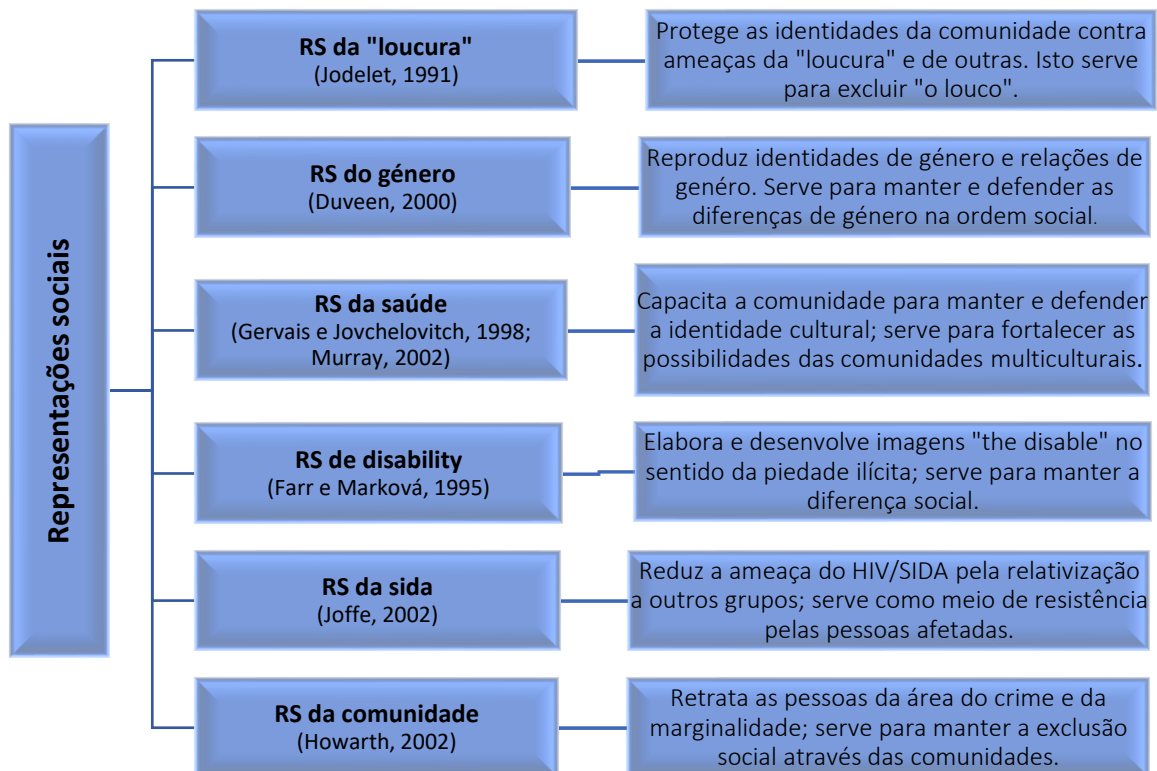 Representações sociais
RS da "loucura"
(Jodelet, 1991)
Protege as identidades da comunidade contra
ameaças da "loucura" e de outras. Isto serve
para excluir "o louco".
RS do género
(Duveen, 2000)
Reproduz identidades de género e relações de
genéro. Serve para manter e defender as
diferenças de género na ordem social.
RS da saúde
(Gervais e Jovchelovitch, 1998;
Murray, 2002)
Capacita a comunidade para manter e defender
a identidade cultural; serve para fortalecer as
possibilidades das comunidades multiculturais.
RS de disability
(Farr e Marková, 1995)
Elabora e desenvolve imagens "the disable" no
sentido da piedade ilícita; serve para manter a
diferença social.
RS da sida
(Joffe, 2002)
Reduz a ameaça do HIV/SIDA pela relativização
a outros grupos; serve como meio de resistência
pelas pessoas afetadas.
RS da comunidade
(Howarth, 2002)
Retrata as pessoas da área do crime e da
marginalidade; serve para manter a exclusão
social através das comunidades.